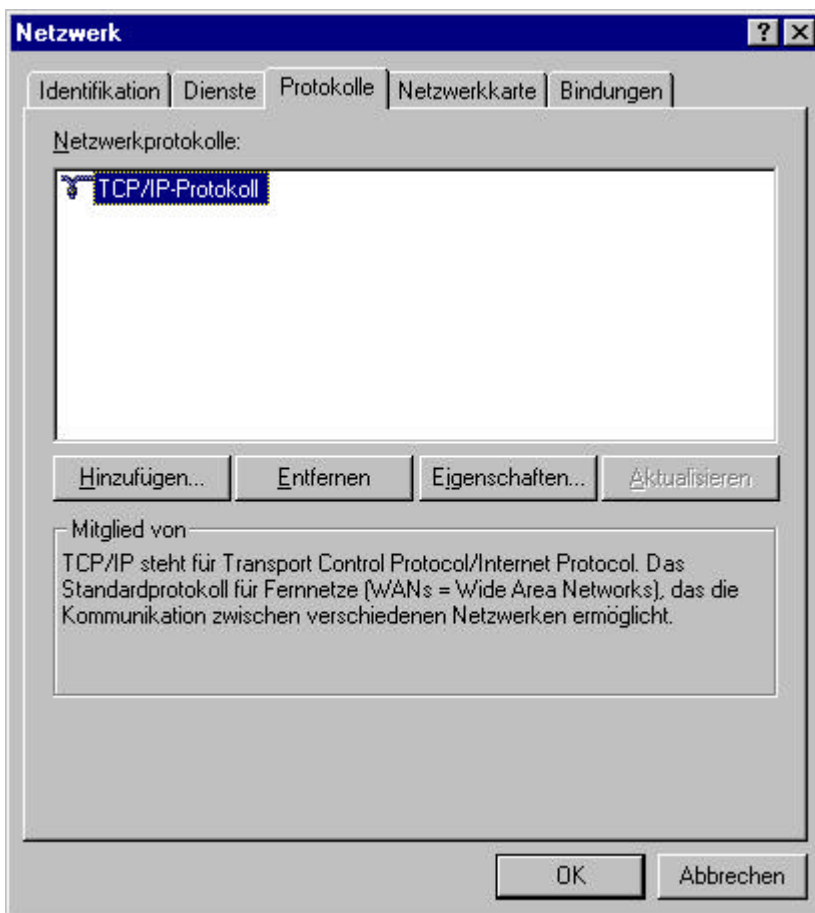 Netzwerk
Identifikation Dienste Protokolle Netzwerkkarte Bindungen
Netzwerkprotokolle:
TCP/IP-Protokoll
Hinzufügen... Entfernen Eigenschaften... Aktualisieren
Mitglied von
TCP/IP steht für Transport Control Protocol/Internet Protocol. Das
Standardprotokoll für Fernnetze (WANs = Wide Area Networks), das die
Kommunikation zwischen verschiedenen Netzwerken ermöglicht.
OK Abbrechen